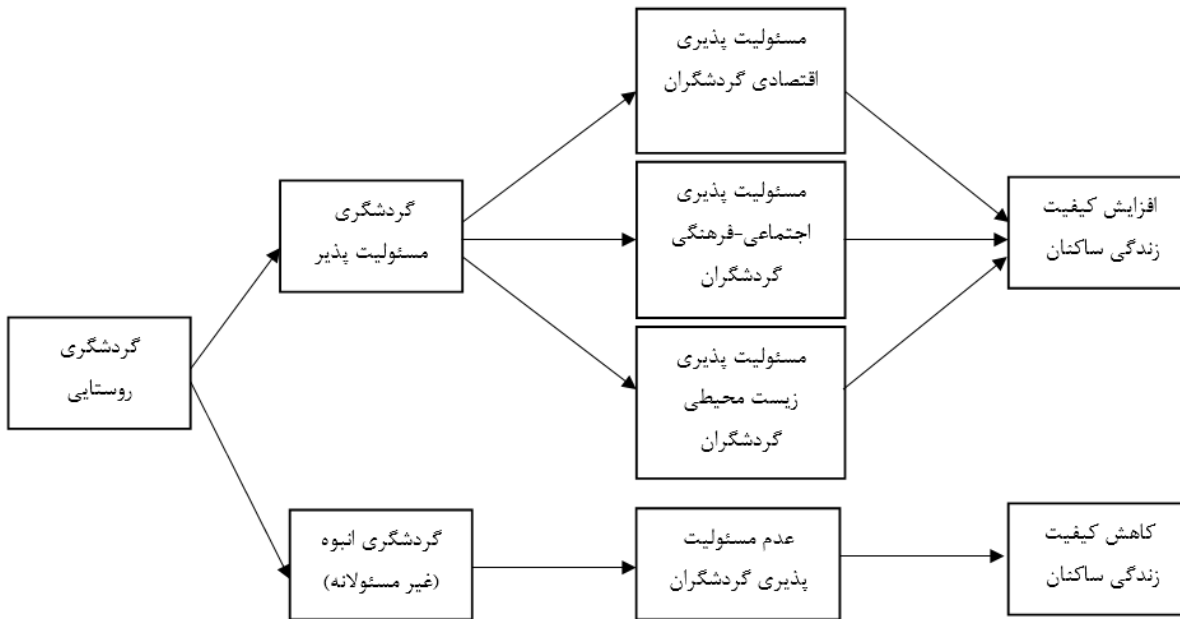 گردشگری
روستایی
گردشگری
مسئولیت پذیر
مسئولیت پذیری
اقتصادی گردشگران
مسئولیت پذیری
اجتماعی-فرهنگی
گردشگران
مسئولیت پذیری
زیست محیطی
گردشگران
افزایش کیفیت
زندگی ساکنان
گردشگری انبوه
(غیر مسئولانه)
عدم مسئولیت
پذیری گردشگران
کاهش کیفیت
زندگی ساکنان